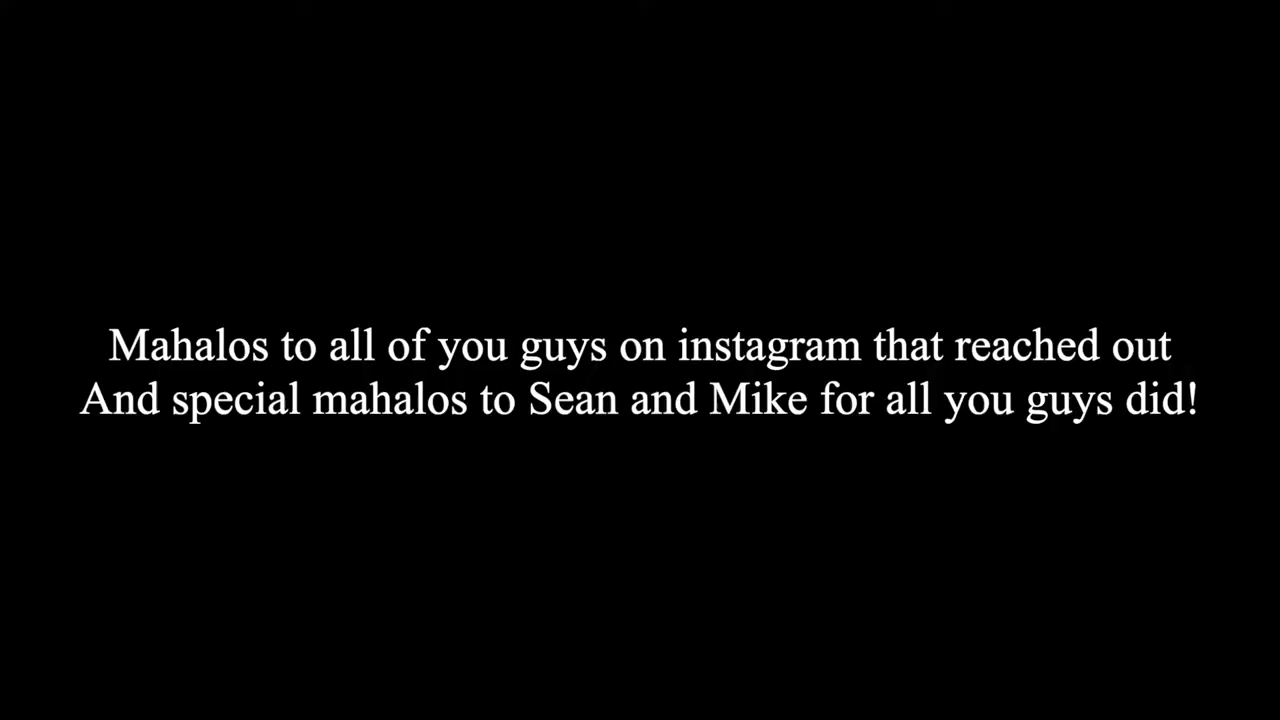 Mahalos to all of you guys on instagram that reached out
And special mahalos to Sean and Mike for all you guys did!